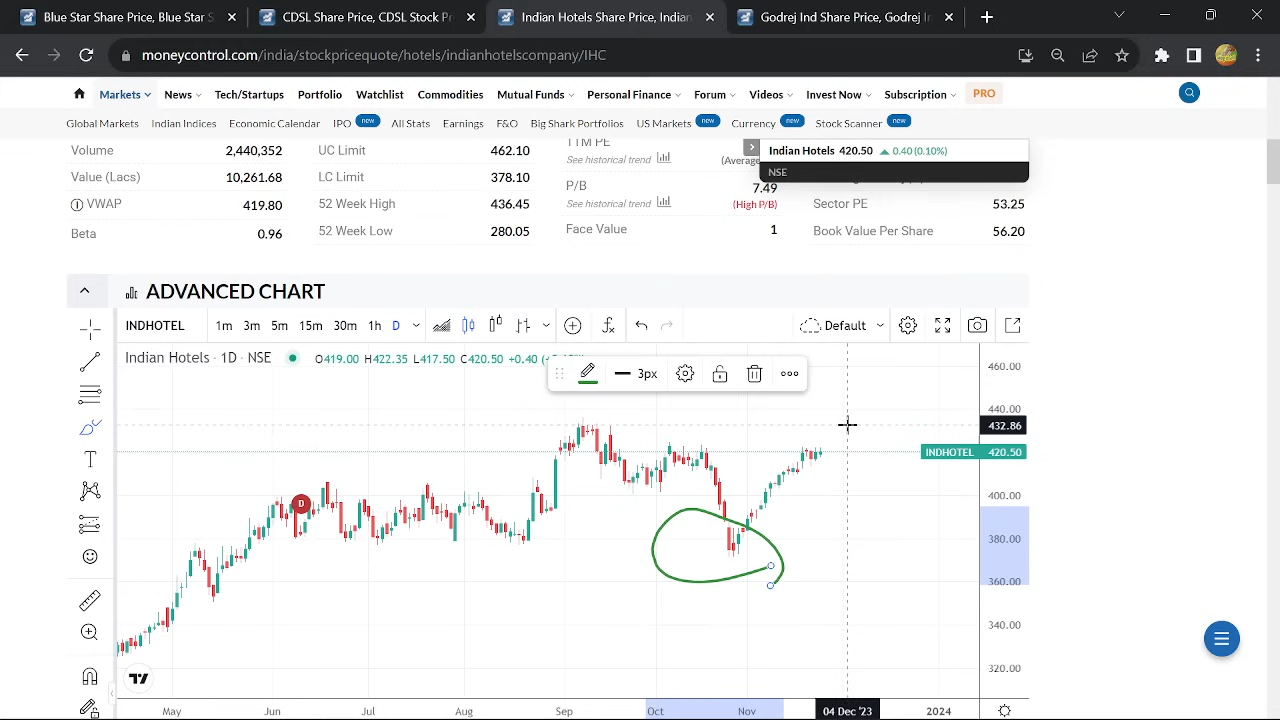 Blue Star Share Price, Blue Star S
CDSL Share Price, CDSL Stock Pr
Indian Hotels Share Price, Indian
Godrej Ind Share Price, Godrej In
moneycontrol.com/india/stockpricequote/hotels/indianhotelscompany/IHC
Markets News Tech/Startups Portfolio Watchlist Commodities Mutual Funds Personal Finance Forum Videos Invest Now Subscription PRO
Global Markets Indian Indices Economic Calendar IPO new All Stats Earnings F&O Big Shark Portfolios US Markets new Currency new Stock Scanner new
Volume 2,440,352 UC Limit 462.10 TTM PE
See historical trend (Average
Indian Hotels 420.50 0.40 (0.10%)
NSE
Value (Lacs) 10,261.68 LC Limit 378.10 P/B 7.49
See historical trend (High P/B)
VWAP 419.80 52 Week High 436.45 Sector PE 53.25
Beta 0.96 52 Week Low 280.05 Face Value 1 Book Value Per Share 56.20
ADVANCED CHART
INDHOTEL 1m 3m 5m 15m 30m 1h D Default
Indian Hotels · 1D · NSE O419.00 H422.35 L417.50 C420.50 +0.40
3px
460.00
440.00
432.86
INDHOTEL 420.50
400.00
380.00
360.00
340.00
320.00
D
May Jun Jul Aug Sep Oct Nov 04 Dec '23 2024